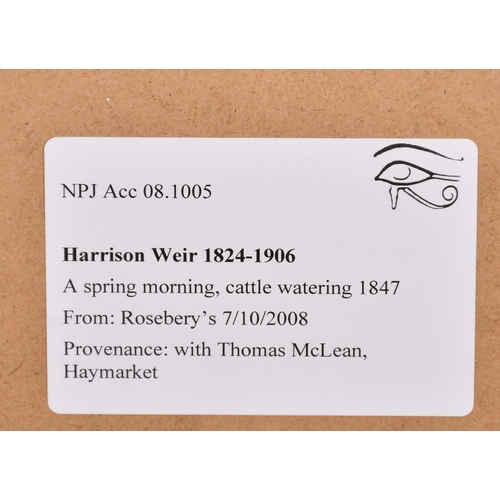 NPJ Acc 08.1005
Harrison Weir 1824-1906
A spring morning, cattle watering 1847
From: Rosebery's 7/10/2008
Provenance: with Thomas McLean,
Haymarket